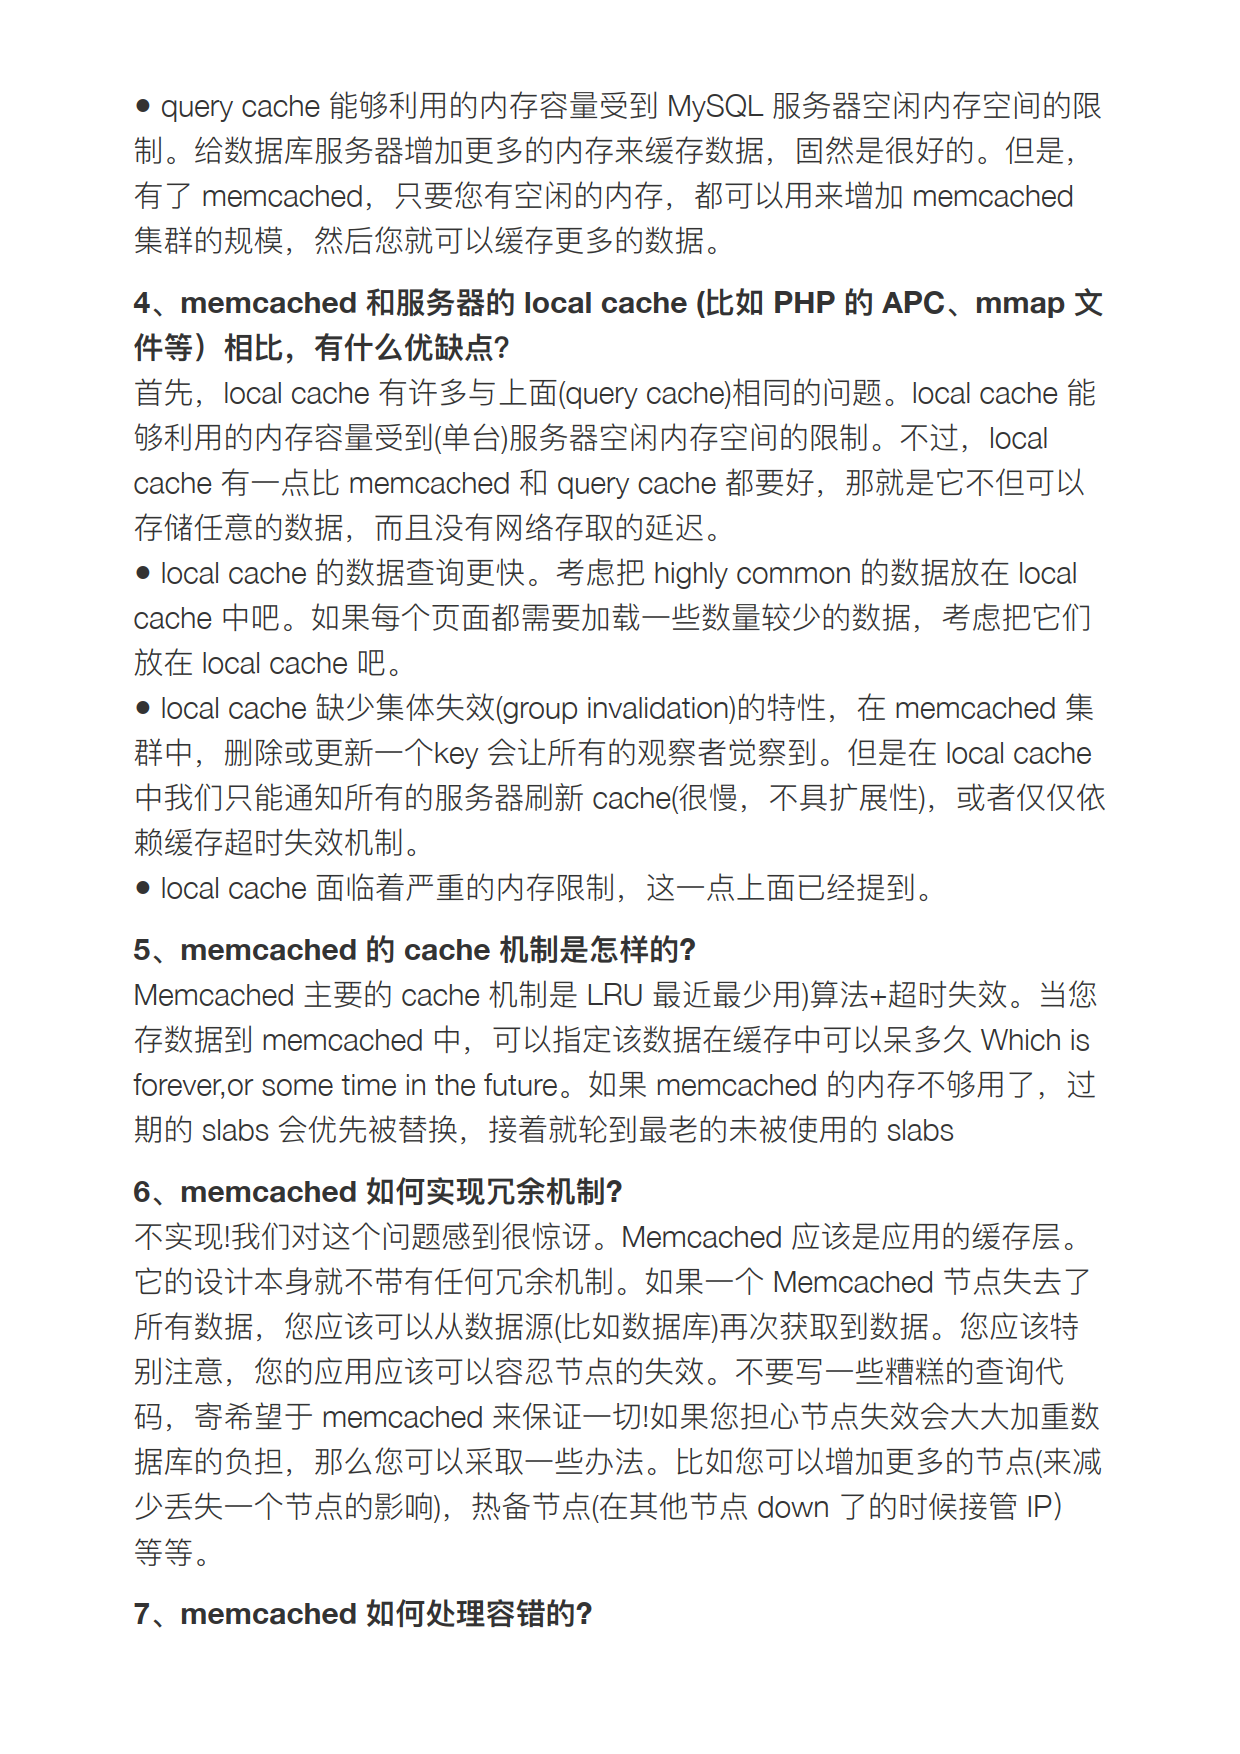 ● query cache 能够利用的内存容量受到 MySQL 服务器空闲内存空间的限
制。给数据库服务器增加更多的内存来缓存数据，固然是很好的。但是，
有了 memcached，只要您有空闲的内存，都可以用来增加 memcached
集群的规模，然后您就可以缓存更多的数据。
4、memcached 和服务器的 local cache (比如 PHP 的 APC、mmap 文
件等）相比，有什么优缺点?
首先，local cache 有许多与上面(query cache)相同的问题。local cache 能
够利用的内存容量受到(单台)服务器空闲内存空间的限制。不过，local
cache 有一点比 memcached 和 query cache 都要好，那就是它不但可以
存储任意的数据，而且没有网络存取的延迟。
● local cache 的数据查询更快。考虑把 highly common 的数据放在 local
cache 中吧。如果每个页面都需要加载一些数量较少的数据，考虑把它们
放在 local cache 吧。
● local cache 缺少集体失效(group invalidation)的特性，在 memcached 集
群中，删除或更新一个key 会让所有的观察者觉察到。但是在 local cache
中我们只能通知所有的服务器刷新 cache(很慢，不具扩展性)，或者仅仅依
赖缓存超时失效机制。
● local cache 面临着严重的内存限制，这一点上面已经提到。
5、memcached 的 cache 机制是怎样的?
Memcached 主要的 cache 机制是 LRU 最近最少用)算法+超时失效。当您
存数据到 memcached 中，可以指定该数据在缓存中可以呆多久 Which is
forever,or some time in the future。如果 memcached 的内存不够用了，过
期的 slabs 会优先被替换，接着就轮到最老的未被使用的 slabs
6、memcached 如何实现冗余机制?
不实现!我们对这个问题感到很惊讶。Memcached 应该是应用的缓存层。
它的设计本身就不带有任何冗余机制。如果一个 Memcached 节点失去了
所有数据，您应该可以从数据源(比如数据库)再次获取到数据。您应该特
别注意，您的应用应该可以容忍节点的失效。不要写一些糟糕的查询代
码，寄希望于 memcached 来保证一切!如果您担心节点失效会大大加重数
据库的负担，那么您可以采取一些办法。比如您可以增加更多的节点(来减
少丢失一个节点的影响)，热备节点(在其他节点 down 了的时候接管 IP）
等等。
7、memcached 如何处理容错的?